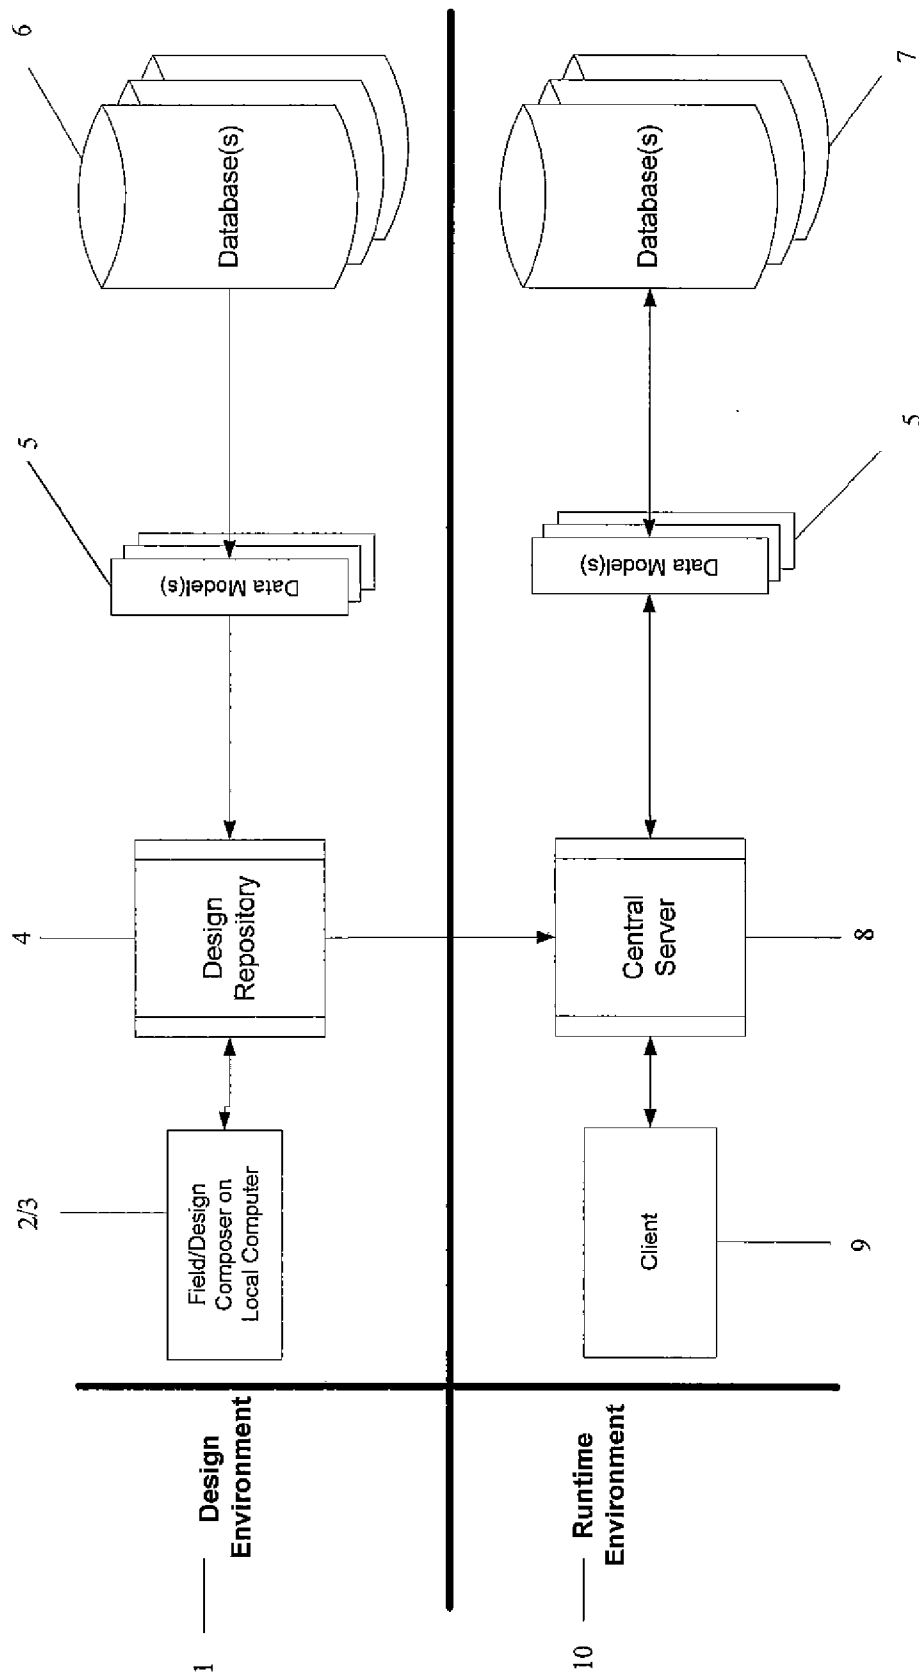 1
Design
Environment
2/3
Field/Design
Composer on
Local Computer
4
Design
Repository
5
Data Model(s)
6
Database(s)
10
Runtime
Environment
Client
9
Central
Server
8
Data Model(s)
5
Database(s)
7